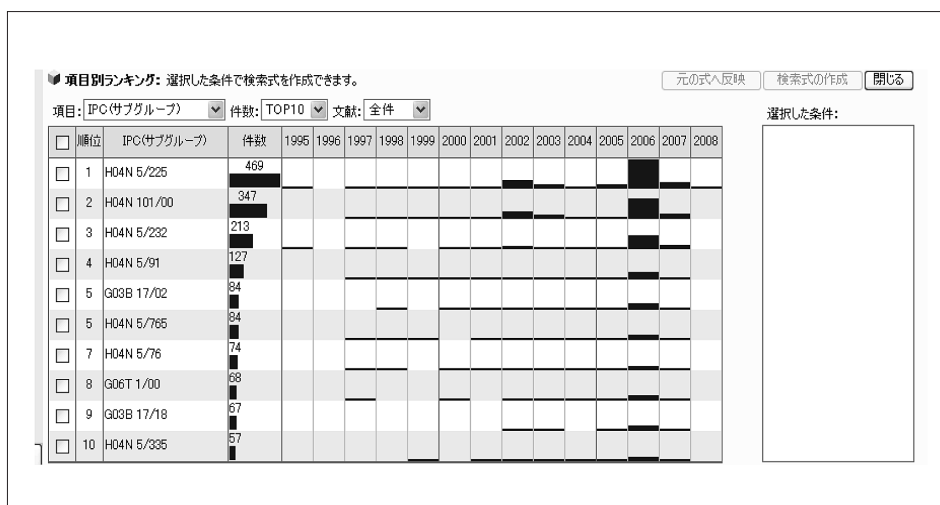 項目別ランキング: 選択した条件で検索式を作成できます。 元の式へ反映 検索式の作成 閉じる
項目: IPC(サブグループ) 件数: TOP10 文献: 全件 選択した条件:
順位 IPC(サブグループ) 件数 1995 1996 1997 1998 1999 2000 2001 2002 2003 2004 2005 2006 2007 2008
1 H04N 5/225 469
2 H04N 101/00 347
3 H04N 5/232 213
4 H04N 5/91 127
5 G03B 17/02 84
5 H04N 5/765 84
7 H04N 5/76 74
8 G06T 1/00 68
9 G03B 17/18 67
10 H04N 5/335 57